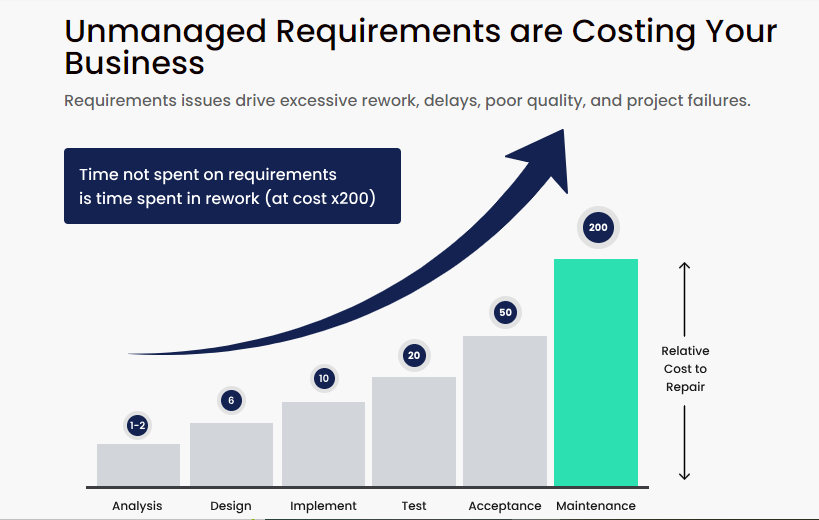 Unmanaged Requirements are Costing Your
Business
Requirements issues drive excessive rework, delays, poor quality, and project failures.
Time not spent on requirements
is time spent in rework (at cost x200)
200
50
20
10
6
1-2
Relative
Cost to
Repair
Analysis
Design
Implement
Test
Acceptance
Maintenance